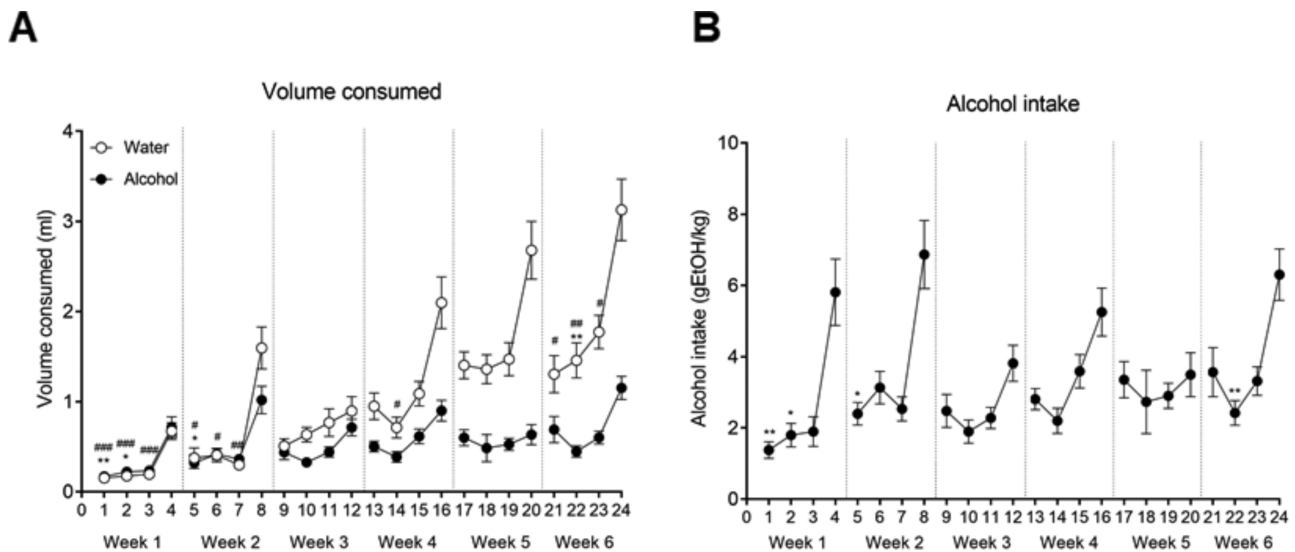 A
Volume consumed
Volume consumed (ml)
4
3
2
1
0
Water
Alcohol
### ### ###
** *
# # ##
*
#
# ## #
**
0 1 2 3 4 5 6 7 8 9 10 11 12 13 14 15 16 17 18 19 20 21 22 23 24
Week 1 Week 2 Week 3 Week 4 Week 5 Week 6
B
Alcohol intake
Alcohol intake (gEtOH/kg)
10
8
6
4
2
0
** * * **
0 1 2 3 4 5 6 7 8 9 10 11 12 13 14 15 16 17 18 19 20 21 22 23 24
Week 1 Week 2 Week 3 Week 4 Week 5 Week 6